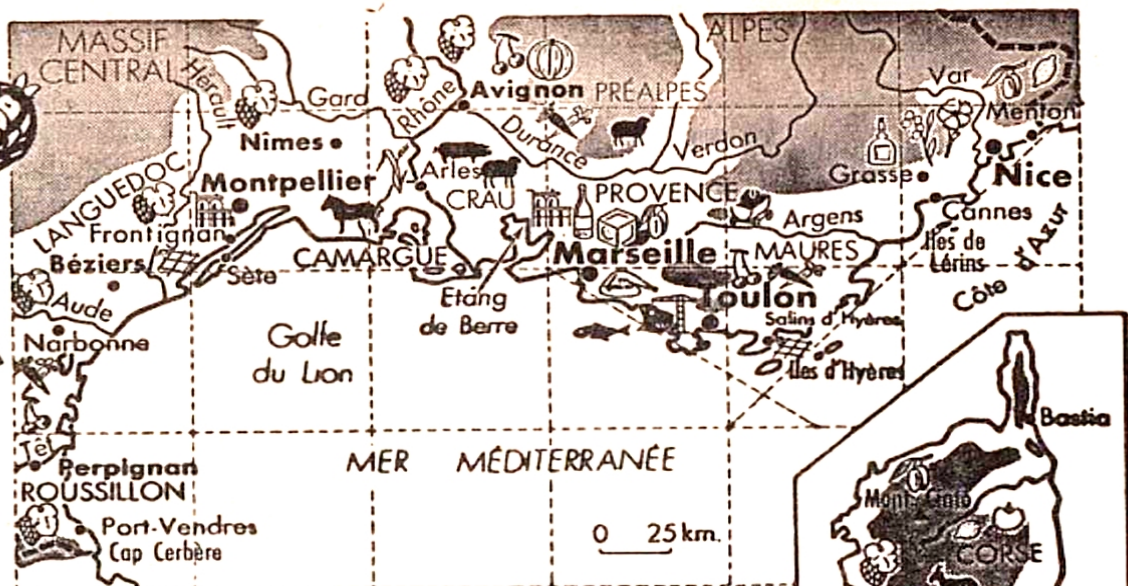 MASSIF
CENTRAL
ALPES
Hérault
Gard
Rhône
Avignon
PRÉALPES
Var
Menton
Nîmes
Durance
Verdon
Arles
CRAU
Grasse
Nice
LANGUEDOC
Montpellier
PROVENCE
Frontignan
Argens
Cannes
Béziers
Sète
CAMARGUE
Marseille
MAURES
Iles de
Lérins
Côte
d'Azur
Aude
Etang
de Berre
Toulon
Salins d'Hyères
Narbonne
Golfe
du Lion
Iles d'Hyères
Bastia
Têt
Perpignan
ROUSSILLON
MER MÉDITERRANÉE
Port-Vendres
Cap Cerbère
0 25 km.
CORSE